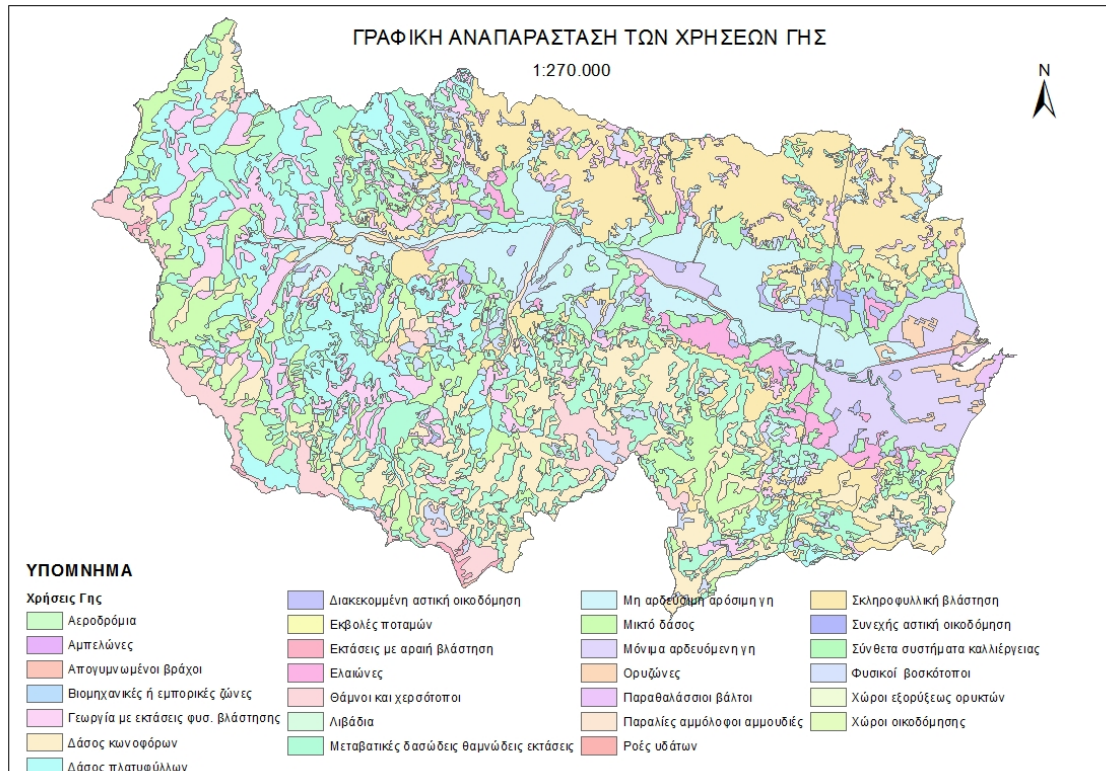 ΓΡΑΦΙΚΗ ΑΝΑΠΑΡΑΣΤΑΣΗ ΤΩΝ ΧΡΗΣΕΩΝ ΓΗΣ
1:270.000
N
ΥΠΟΜΝΗΜΑ
Χρήσεις Γης
Αεροδρόμια
Αμπελώνες
Απογυμνωμένοι βράχοι
Βιομηχανικές ή εμπορικές ζώνες
Γεωργία με εκτάσεις φυσ. βλάστησης
Δάσος κωνοφόρων
Δάσος πλατυφύλλων
Διακεκομμένη αστική οικοδόμηση
Εκβολές ποταμών
Εκτάσεις με αραιή βλάστηση
Ελαιώνες
Θάμνοι και χερσότοποι
Λιβάδια
Μεταβατικές δασώδεις θαμνώδεις εκτάσεις
Μη αρδεύσιμη αρόσιμη γη
Μικτό δάσος
Μόνιμα αρδευόμενη γη
Ορυζώνες
Παραθαλάσσιοι βάλτοι
Παραλίες αμμόλοφοι αμμουδιές
Ροές υδάτων
Σκληροφυλλική βλάστηση
Συνεχής αστική οικοδόμηση
Σύνθετα συστήματα καλλιέργειας
Φυσικοί βοσκότοποι
Χώροι εξορύξεως ορυκτών
Χώροι οικοδόμησης